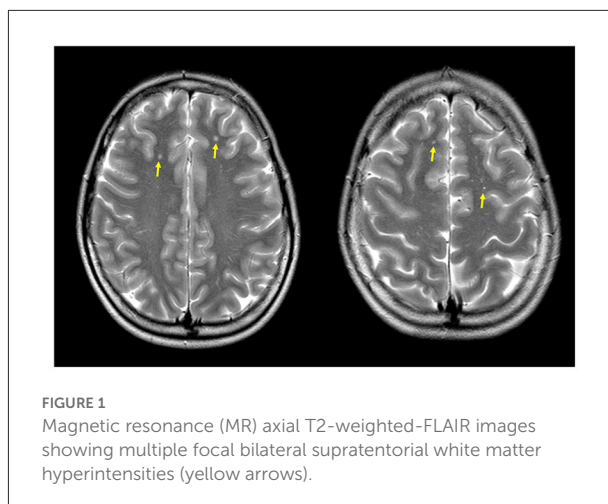 FIGURE 1
Magnetic resonance (MR) axial T2-weighted-FLAIR images
showing multiple focal bilateral supratentorial white matter
hyperintensities (yellow arrows).